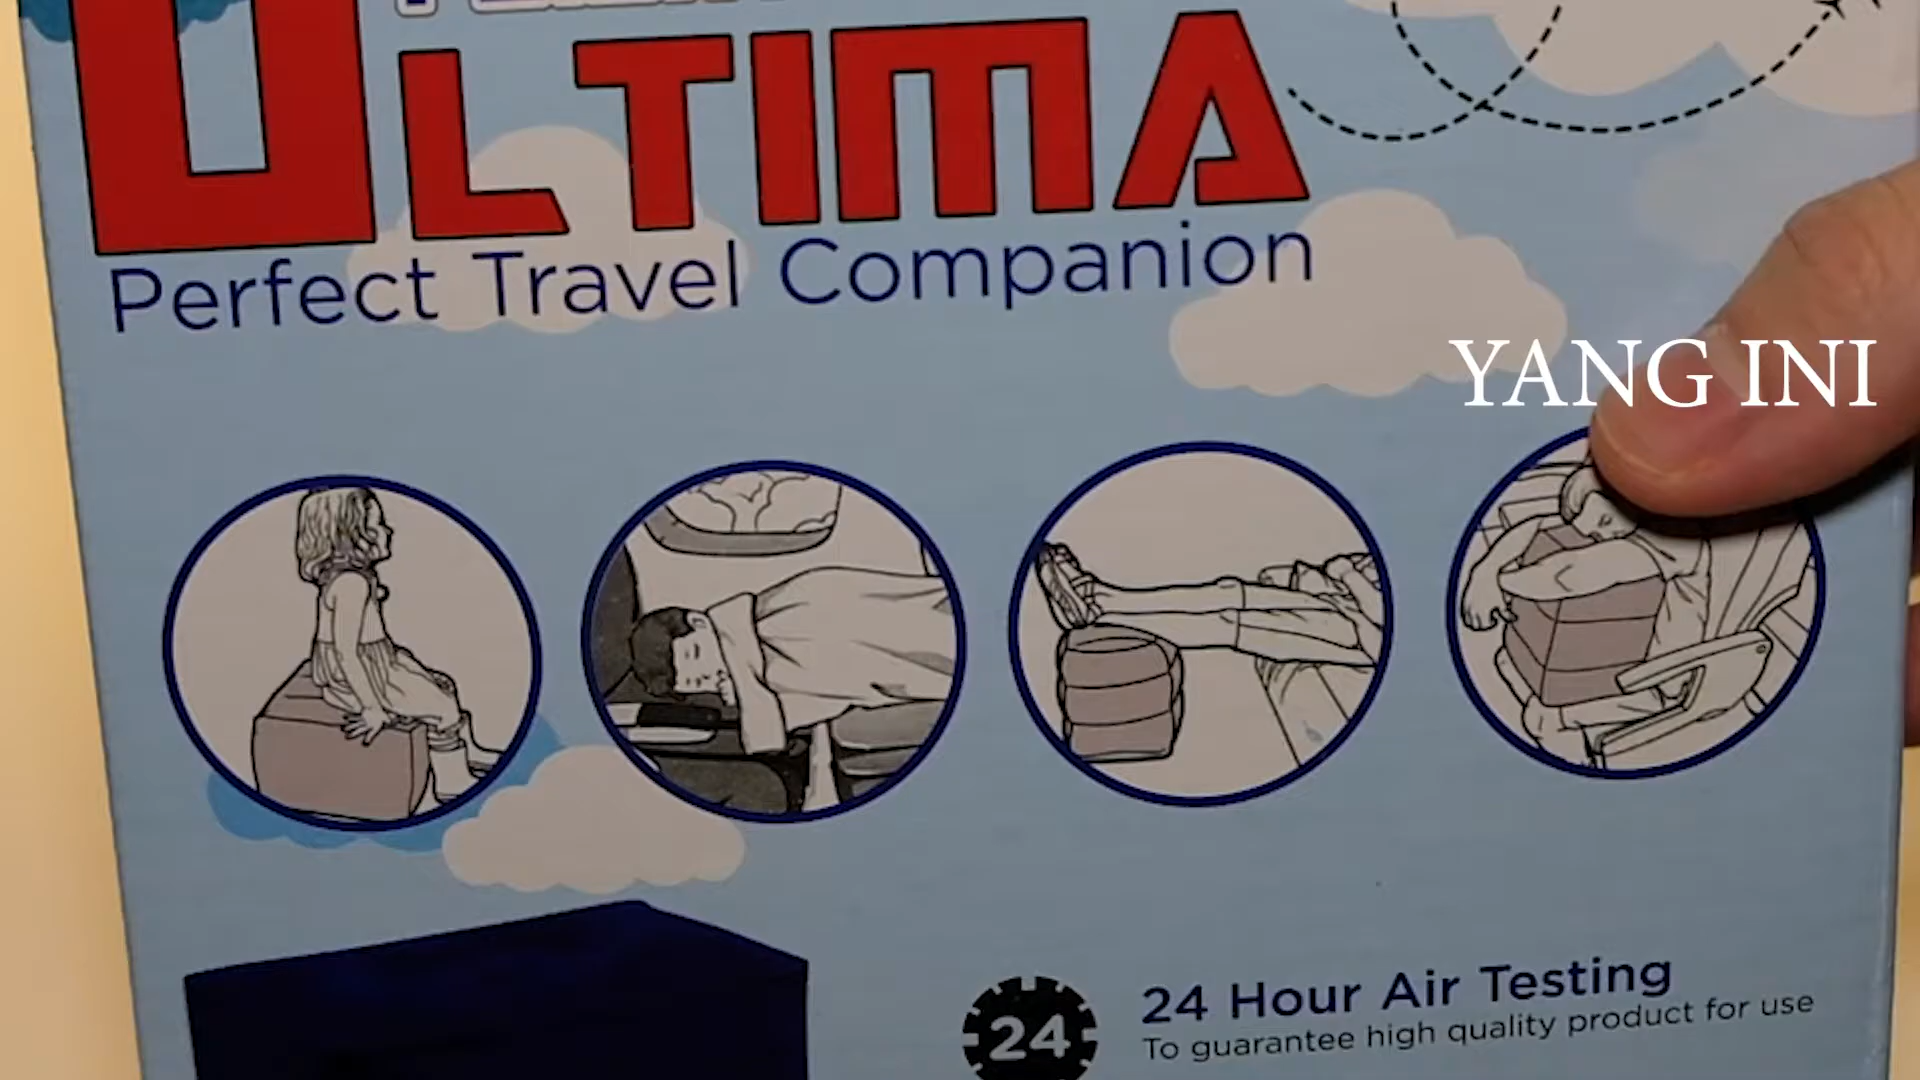 ULTIMA
Perfect Travel Companion
YANG INI
24 Hour Air Testing
24
To guarantee high quality product for use